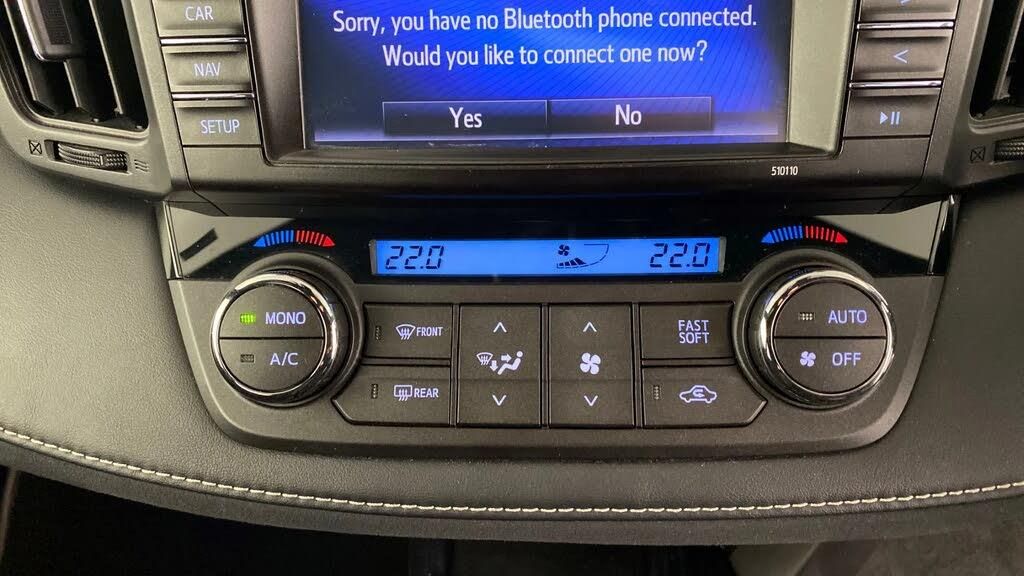 CAR
Sorry, you have no Bluetooth phone connected.
Would you like to connect one now?
NAV
SETUP
Yes
No
510110
22.0
22.0
MONO
A/C
FRONT
REAR
FAST
SOFT
AUTO
OFF